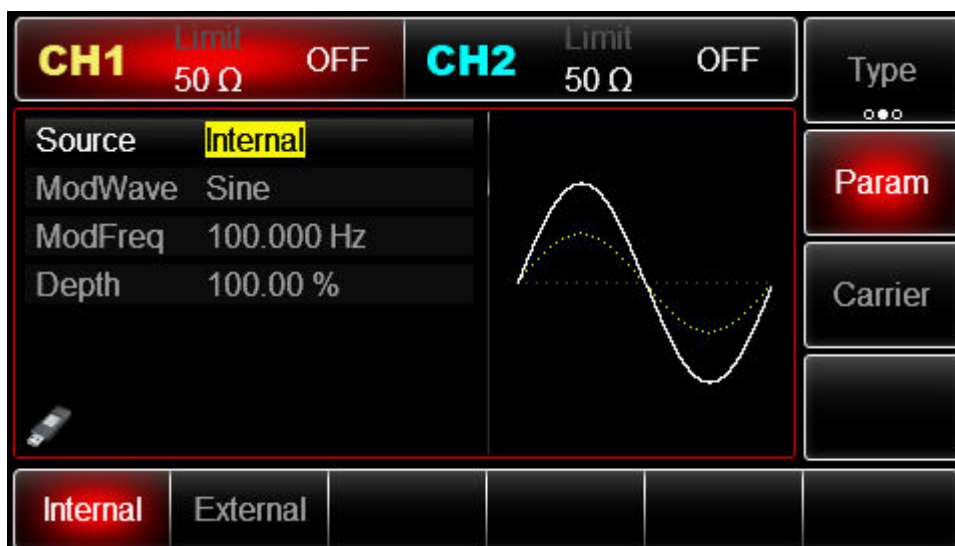 CH1 Limit 50 Ω OFF
CH2 Limit 50 Ω OFF
Type
Source Internal
ModWave Sine
ModFreq 100.000 Hz
Depth 100.00 %
Param
Carrier
Internal External